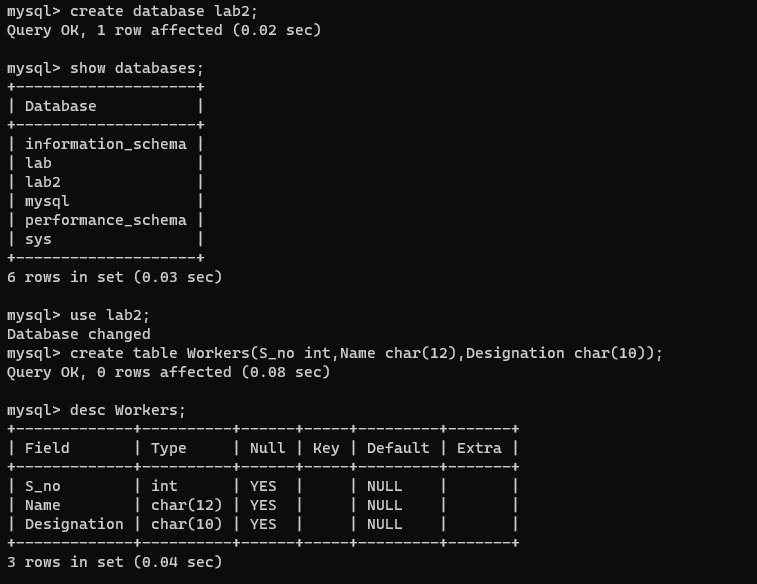 mysql> create database lab2;
Query OK, 1 row affected (0.02 sec)

mysql> show databases;
+--------------------+
| Database           |
+--------------------+
| information_schema |
| lab                |
| lab2               |
| mysql              |
| performance_schema |
| sys                |
+--------------------+
6 rows in set (0.03 sec)

mysql> use lab2;
Database changed
mysql> create table Workers(S_no int,Name char(12),Designation char(10));
Query OK, 0 rows affected (0.08 sec)

mysql> desc Workers;
+-------------+----------+------+-----+---------+-------+
| Field       | Type     | Null | Key | Default | Extra |
+-------------+----------+------+-----+---------+-------+
| S_no        | int      | YES  |     | NULL    |       |
| Name        | char(12) | YES  |     | NULL    |       |
| Designation | char(10) | YES  |     | NULL    |       |
+-------------+----------+------+-----+---------+-------+
3 rows in set (0.04 sec)